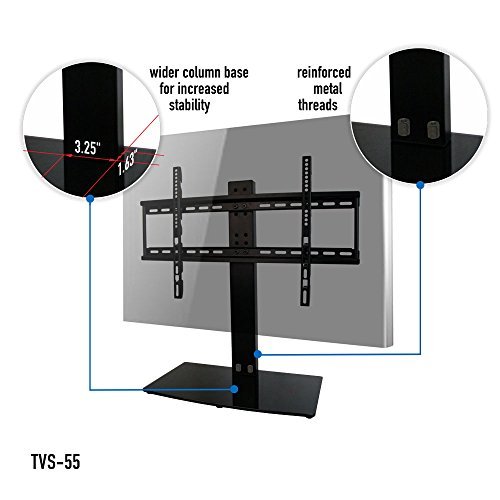 wider column base
for increased
stability
reinforced
metal
threads
3.25"
1.63"
TVS-55